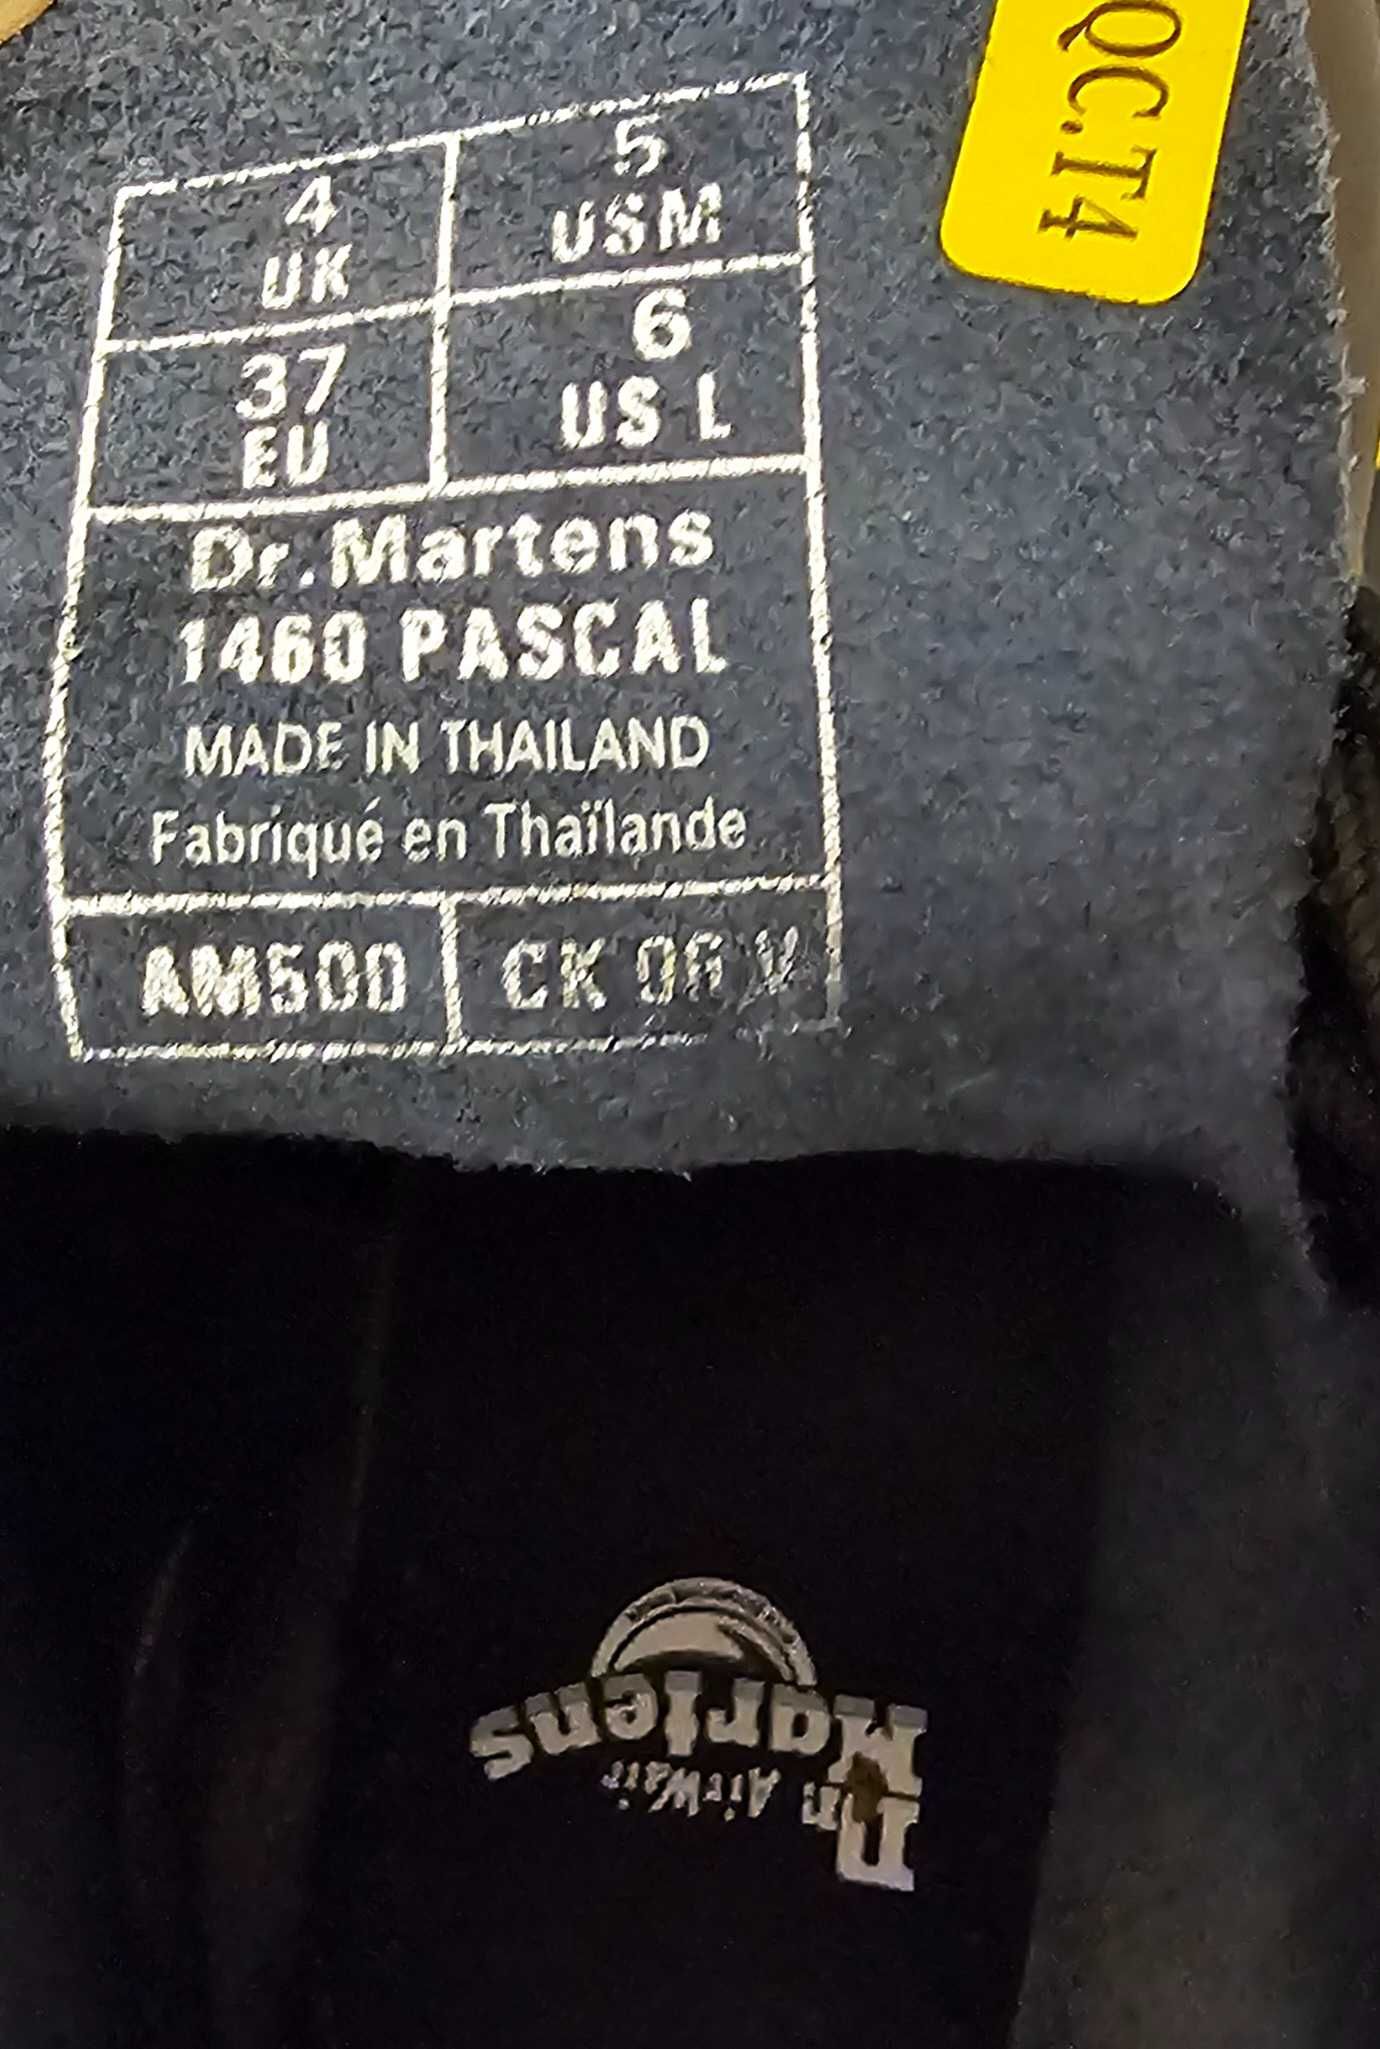 4
UK
5
USM
37
EU
6
US L
Dr.Martens
1460 PASCAL
MADE IN THAILAND
Fabriqué en Thaïlande
AM500
CK 06 V
QC.T4
Dr. Martens
AirWair